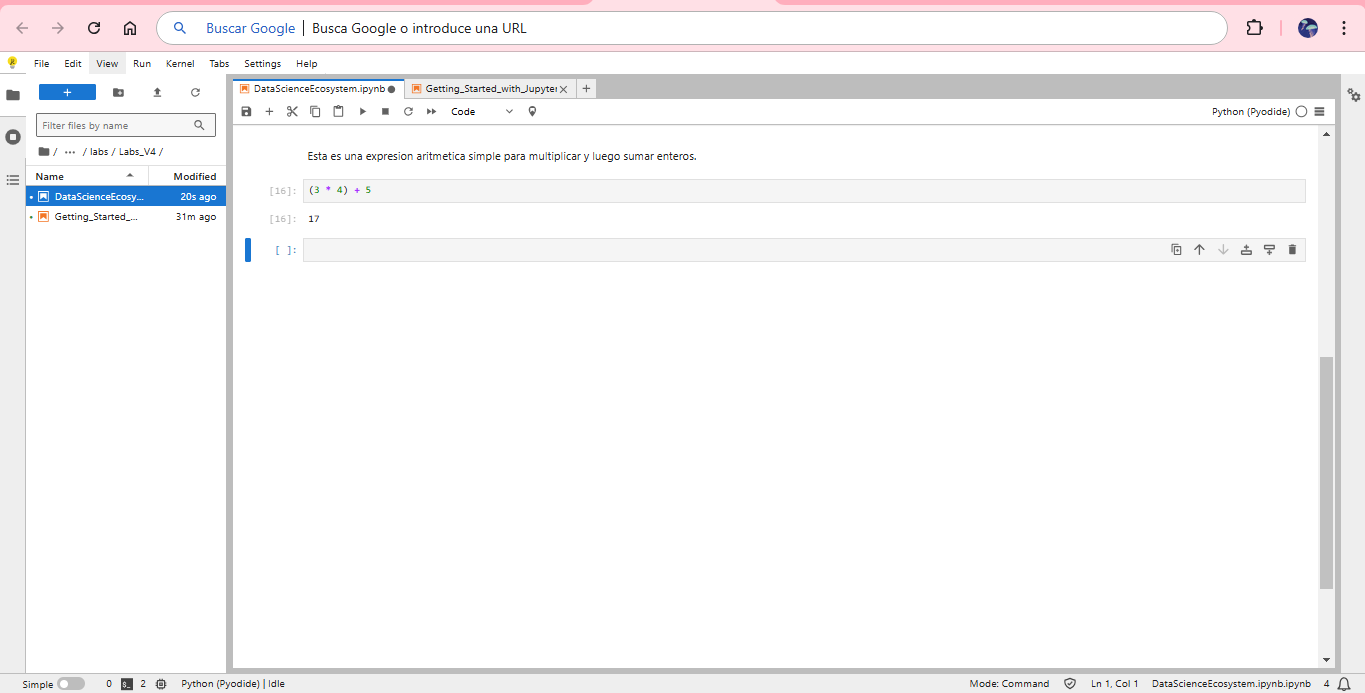 Buscar Google | Busca Google o introduce una URL
File Edit View Run Kernel Tabs Settings Help
+
DataScienceEcosystem.ipynb
Getting_Started_with_Jupyter
+
Code
Python (Pyodide)
Filter files by name
/ ··· / labs / Labs_V4 /
Name Modified
DataScienceEcosy... 20s ago
Getting_Started_... 31m ago
Esta es una expresion aritmetica simple para multiplicar y luego sumar enteros.
[16]: (3 * 4) + 5
[16]: 17
[ ]:
Simple 0 2 Python (Pyodide) | Idle Mode: Command Ln 1, Col 1 DataScienceEcosystem.ipynb.ipynb 4